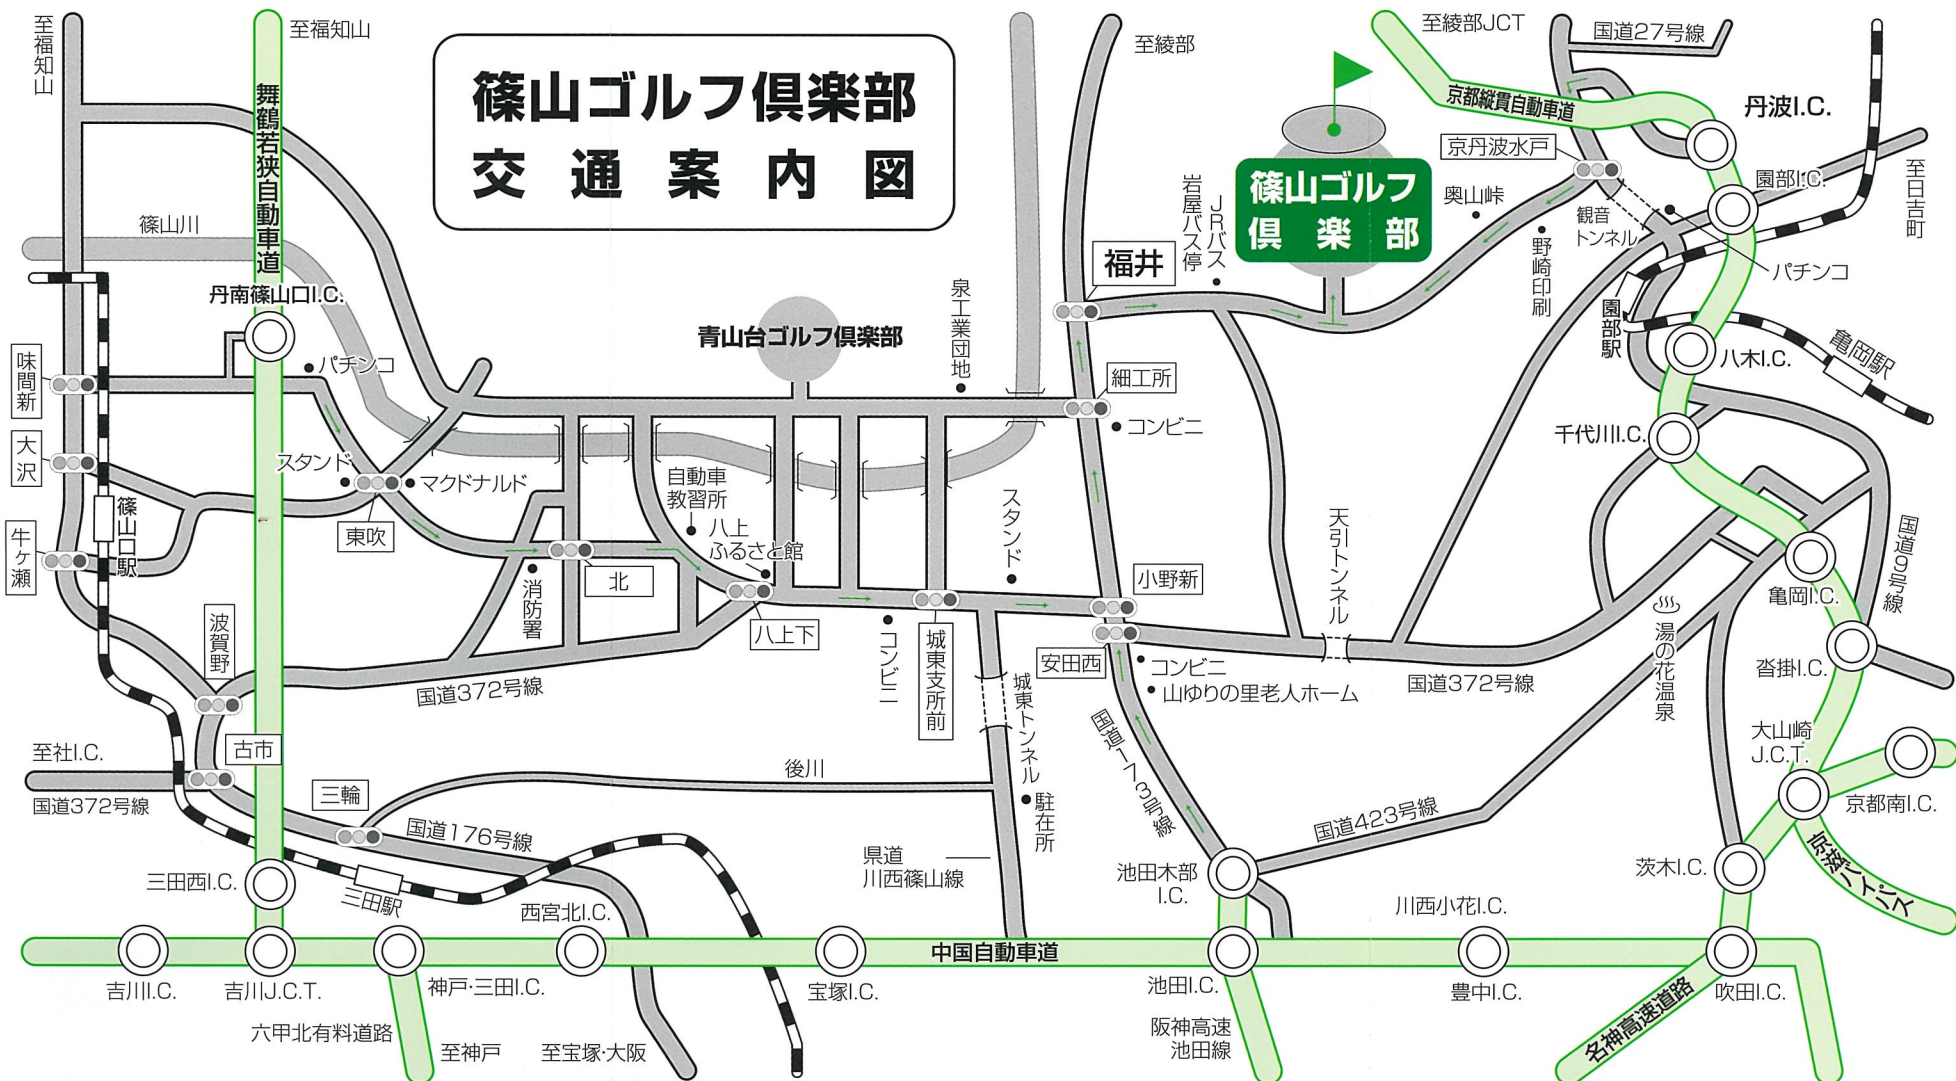 篠山ゴルフ倶楽部
交通案内図
至福知山
至福知山
舞鶴若狭自動車道
篠山川
丹南篠山口I.C.
パチンコ
味間新
大沢
スタンド
マクドナルド
篠山口駅
牛ヶ瀬
東吹
消防署
北
自動車
教習所
八上
ふるさと館
八上下
波賀野
国道372号線
古市
至社I.C.
国道372号線
三輪
国道176号線
後川
三田西I.C.
三田駅
西宮北I.C.
吉川I.C.
吉川J.C.T.
神戸・三田I.C.
六甲北有料道路
至神戸
至宝塚・大阪
宝塚I.C.
中国自動車道
青山台ゴルフ倶楽部
泉工業団地
至綾部
福井
細工所
コンビニ
スタンド
コンビニ
城東支所前
小野新
安田西
コンビニ
山ゆりの里老人ホーム
城東トンネル
駐在所
県道
川西篠山線
国道173号線
池田木部
I.C.
池田I.C.
阪神高速
池田線
川西小花I.C.
豊中I.C.
吹田I.C.
名神高速道路
茨木I.C.
国道423号線
JRバス
岩屋バス停
篠山ゴルフ
倶楽部
奥山峠
野崎印刷
京丹波水戸
観音
トンネル
至綾部JCT
国道27号線
京都縦貫自動車道
丹波I.C.
園部I.C.
至日吉町
パチンコ
園部駅
八木I.C.
亀岡駅
千代川I.C.
国道9号線
亀岡I.C.
湯の花温泉
天引トンネル
国道372号線
沓掛I.C.
大山崎
J.C.T.
京都南I.C.
京滋バイパス